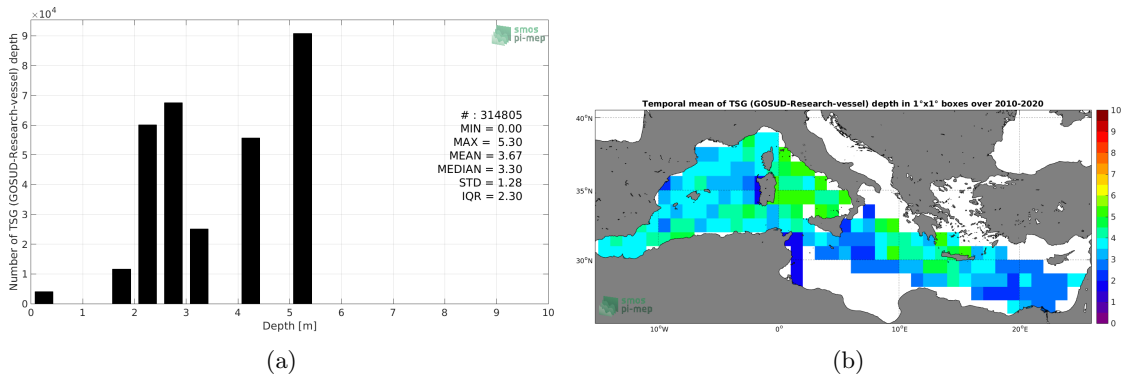 ×10⁴
9
8
7
6
5
4
3
2
1
0
Number of TSG (GOSUD-Research-vessel) depth
0 1 2 3 4 5 6 7 8 9 10
Depth [m]
smos
pi-mep
# : 314805
MIN = 0.00
MAX = 5.30
MEAN = 3.67
MEDIAN = 3.30
STD = 1.28
IQR = 2.30
(a)
Temporal mean of TSG (GOSUD-Research-vessel) depth in 1°x1° boxes over 2010-2020
40°N
35°N
30°N
10°W 0° 10°E 20°E
smos
pi-mep
10
9
8
7
6
5
4
3
2
1
0
(b)